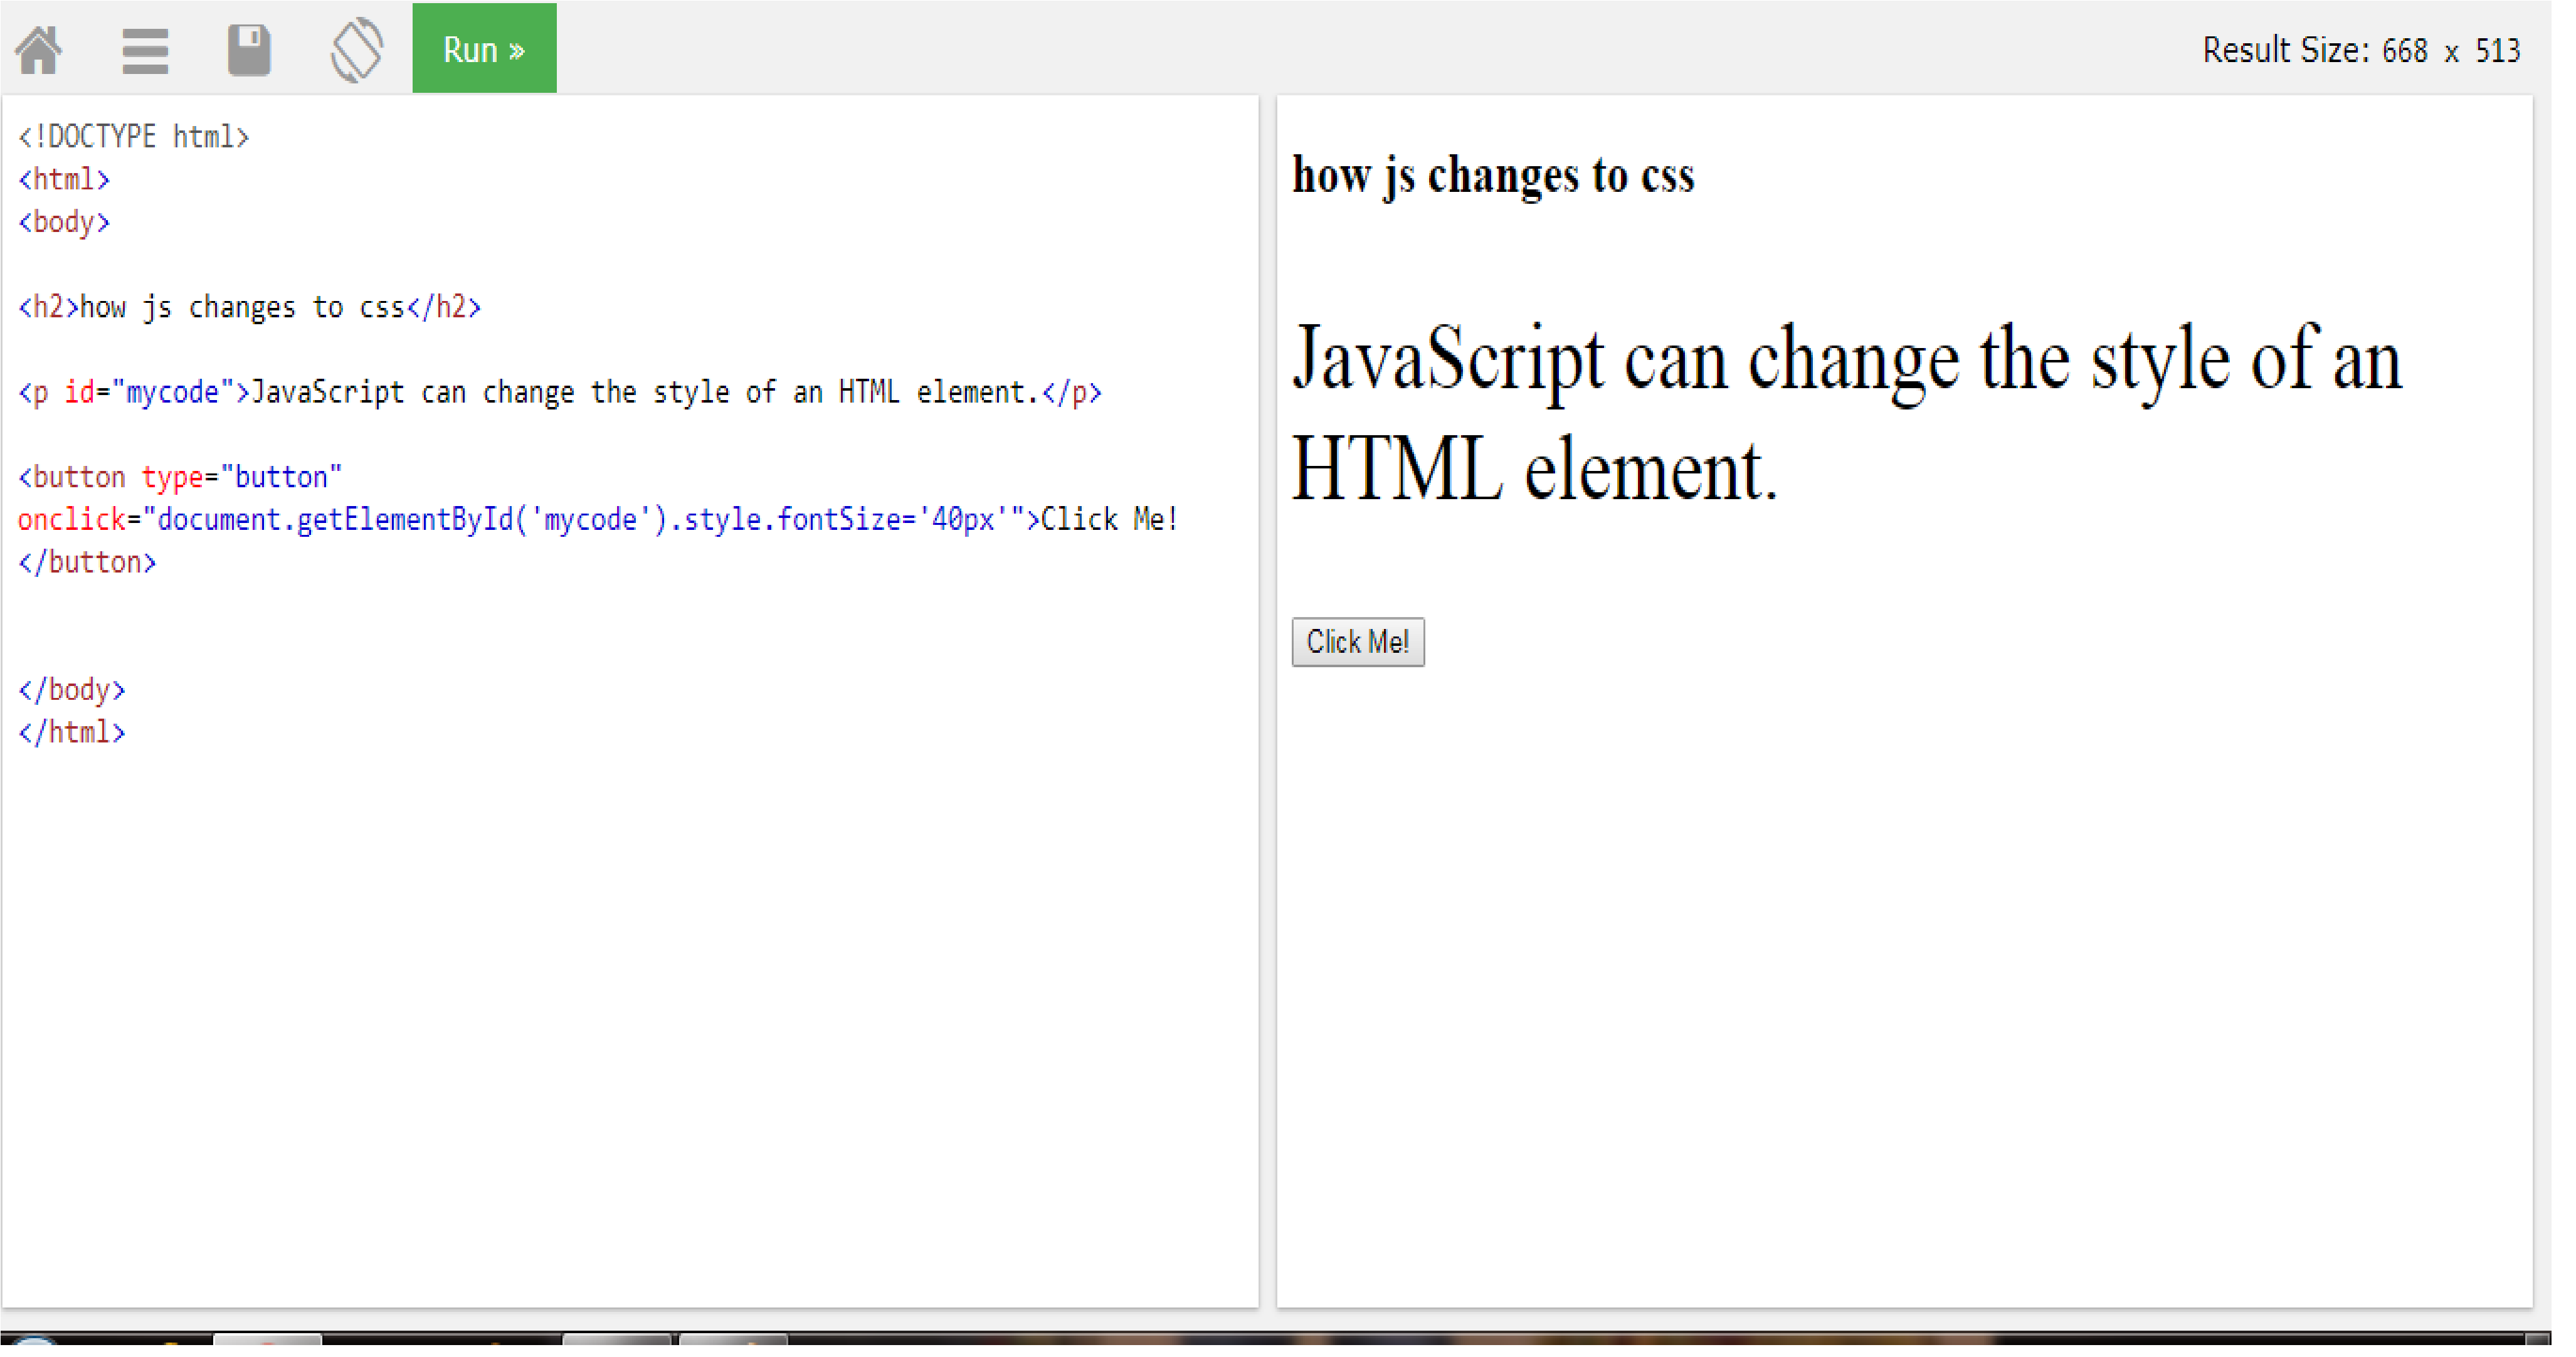 Run »
Result Size: 668 x 513
<!DOCTYPE html>
<html>
<body>
<h2>how js changes to css</h2>
<p id="mycode">JavaScript can change the style of an HTML element.</p>
<button type="button"
onclick="document.getElementById('mycode').style.fontSize='40px'">Click Me!
</button>
</body>
</html>
how js changes to css
JavaScript can change the style of an
HTML element.
Click Me!